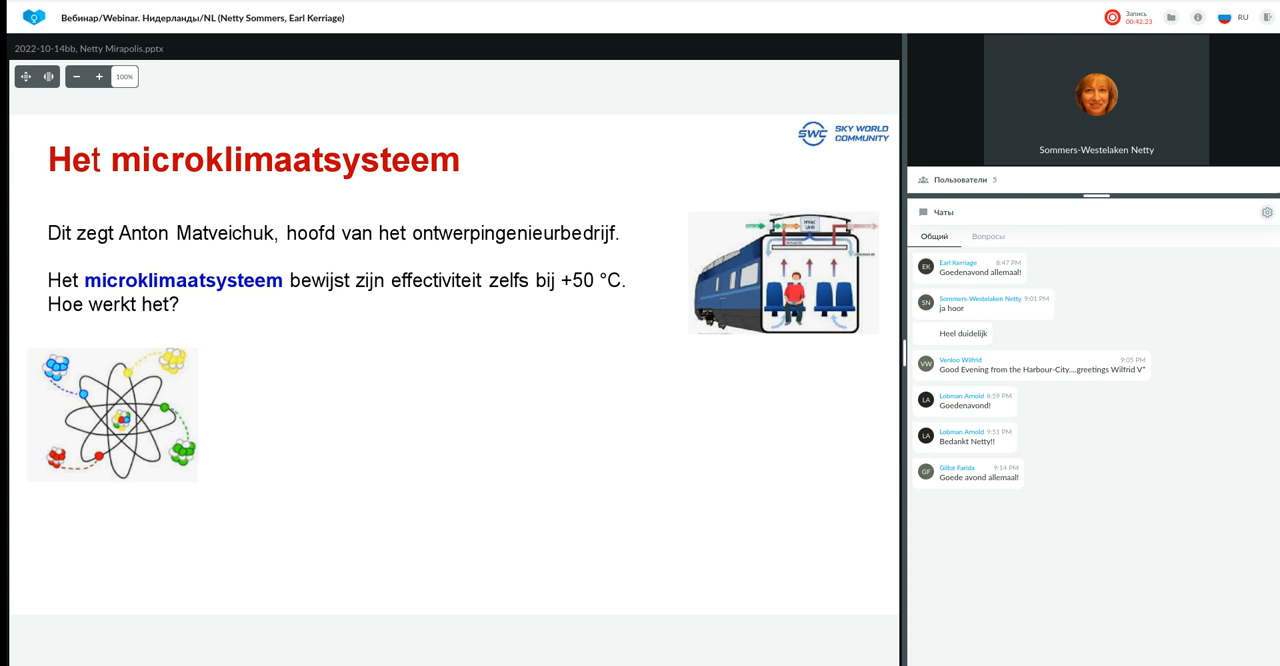 Вебинар/Webinar. Нидерланды/NL (Netty Sommers, Earl Kerriage)
Запись
00:42:23
RU
2022-10-14bb, Netty Mirapolis.pptx
100%
SWC SKY WORLD
COMMUNITY
Het microklimaatsysteem
Dit zegt Anton Matveichuk, hoofd van het ontwerpingenieurbedrijf.
Het microklimaatsysteem bewijst zijn effectiviteit zelfs bij +50 °C.
Hoe werkt het?
Sommers-Westelaken Netty
Пользователи 5
Чаты
Общий Вопросы
EK Earl Kerriage 8:47 PM
Goedenavond allemaal!
SN Sommers-Westelaken Netty 9:01 PM
ja hoor
Heel duidelijk
VW Venloo Wilfrid 9:05 PM
Good Evening from the Harbour-City....greetings Wilfrid V"
LA Lobman Arnold 8:59 PM
Goedenavond!
LA Lobman Arnold 9:51 PM
Bedankt Netty!!
GF Gillot Farida 9:14 PM
Goede avond allemaal!